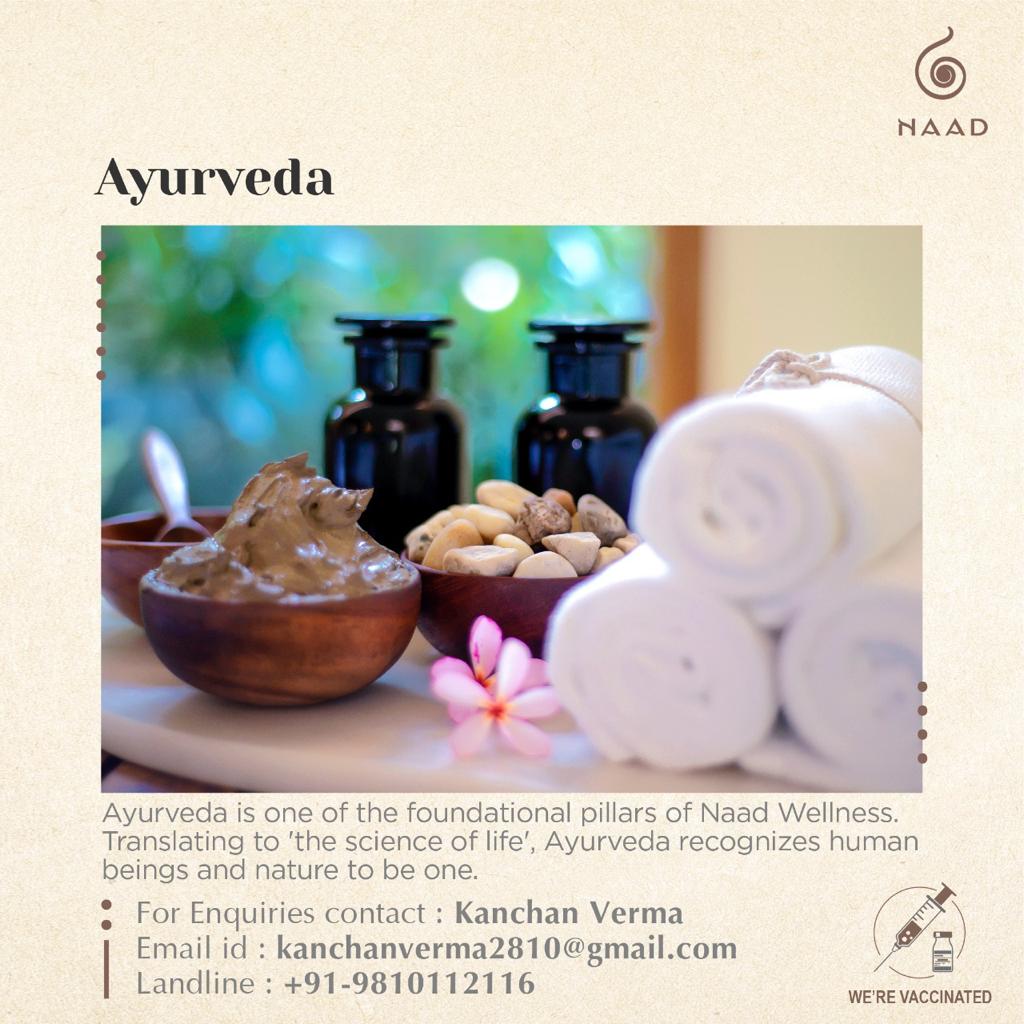 NAAD
Ayurveda
Ayurveda is one of the foundational pillars of Naad Wellness.
Translating to 'the science of life', Ayurveda recognizes human
beings and nature to be one.
For Enquiries contact : Kanchan Verma
Email id : kanchanverma2810@gmail.com
Landline : +91-9810112116
WE'RE VACCINATED